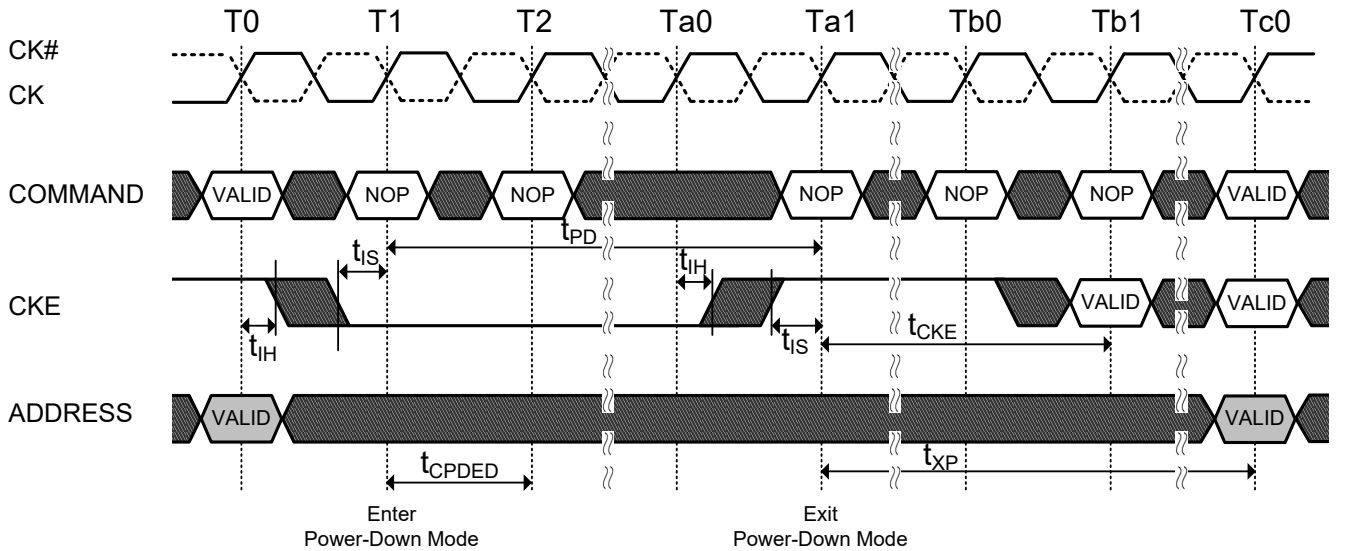 T0 T1 T2 Ta0 Ta1 Tb0 Tb1 Tc0
CK#
CK
COMMAND VALID NOP NOP NOP NOP NOP VALID
tPD
tIS tIH
CKE VALID VALID
tIH tIS tCKE
ADDRESS VALID VALID
tCPDED tXP
Enter
Power-Down Mode
Exit
Power-Down Mode